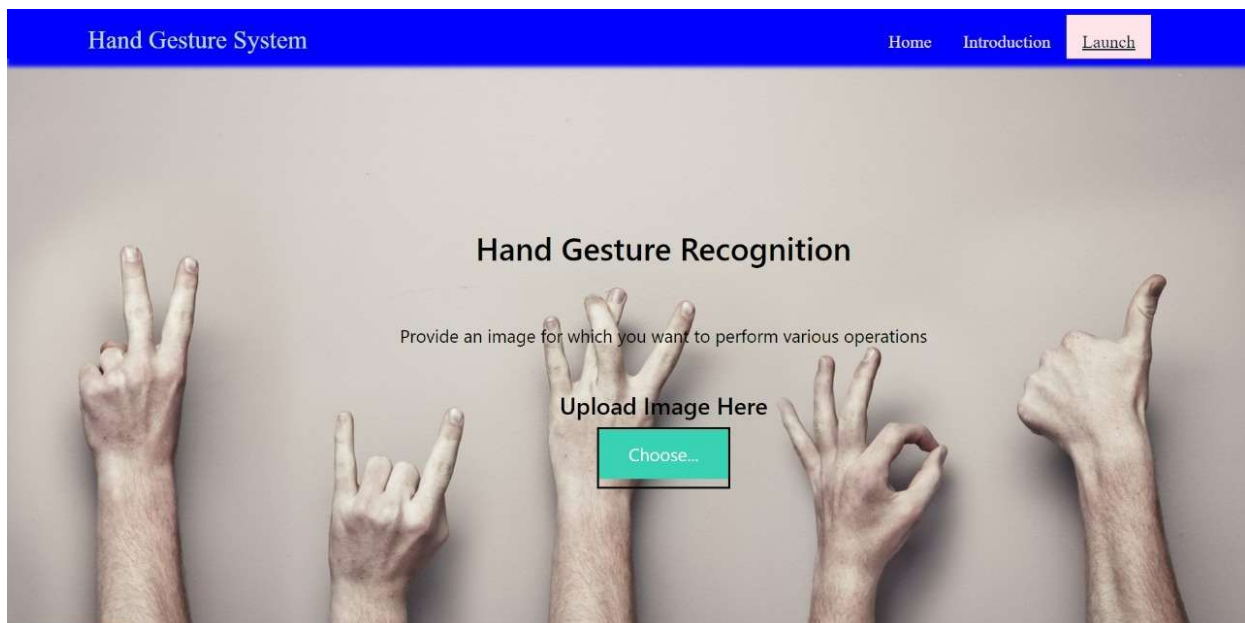 Hand Gesture System
Home Introduction Launch
Hand Gesture Recognition
Provide an image for which you want to perform various operations
Upload Image Here
Choose...